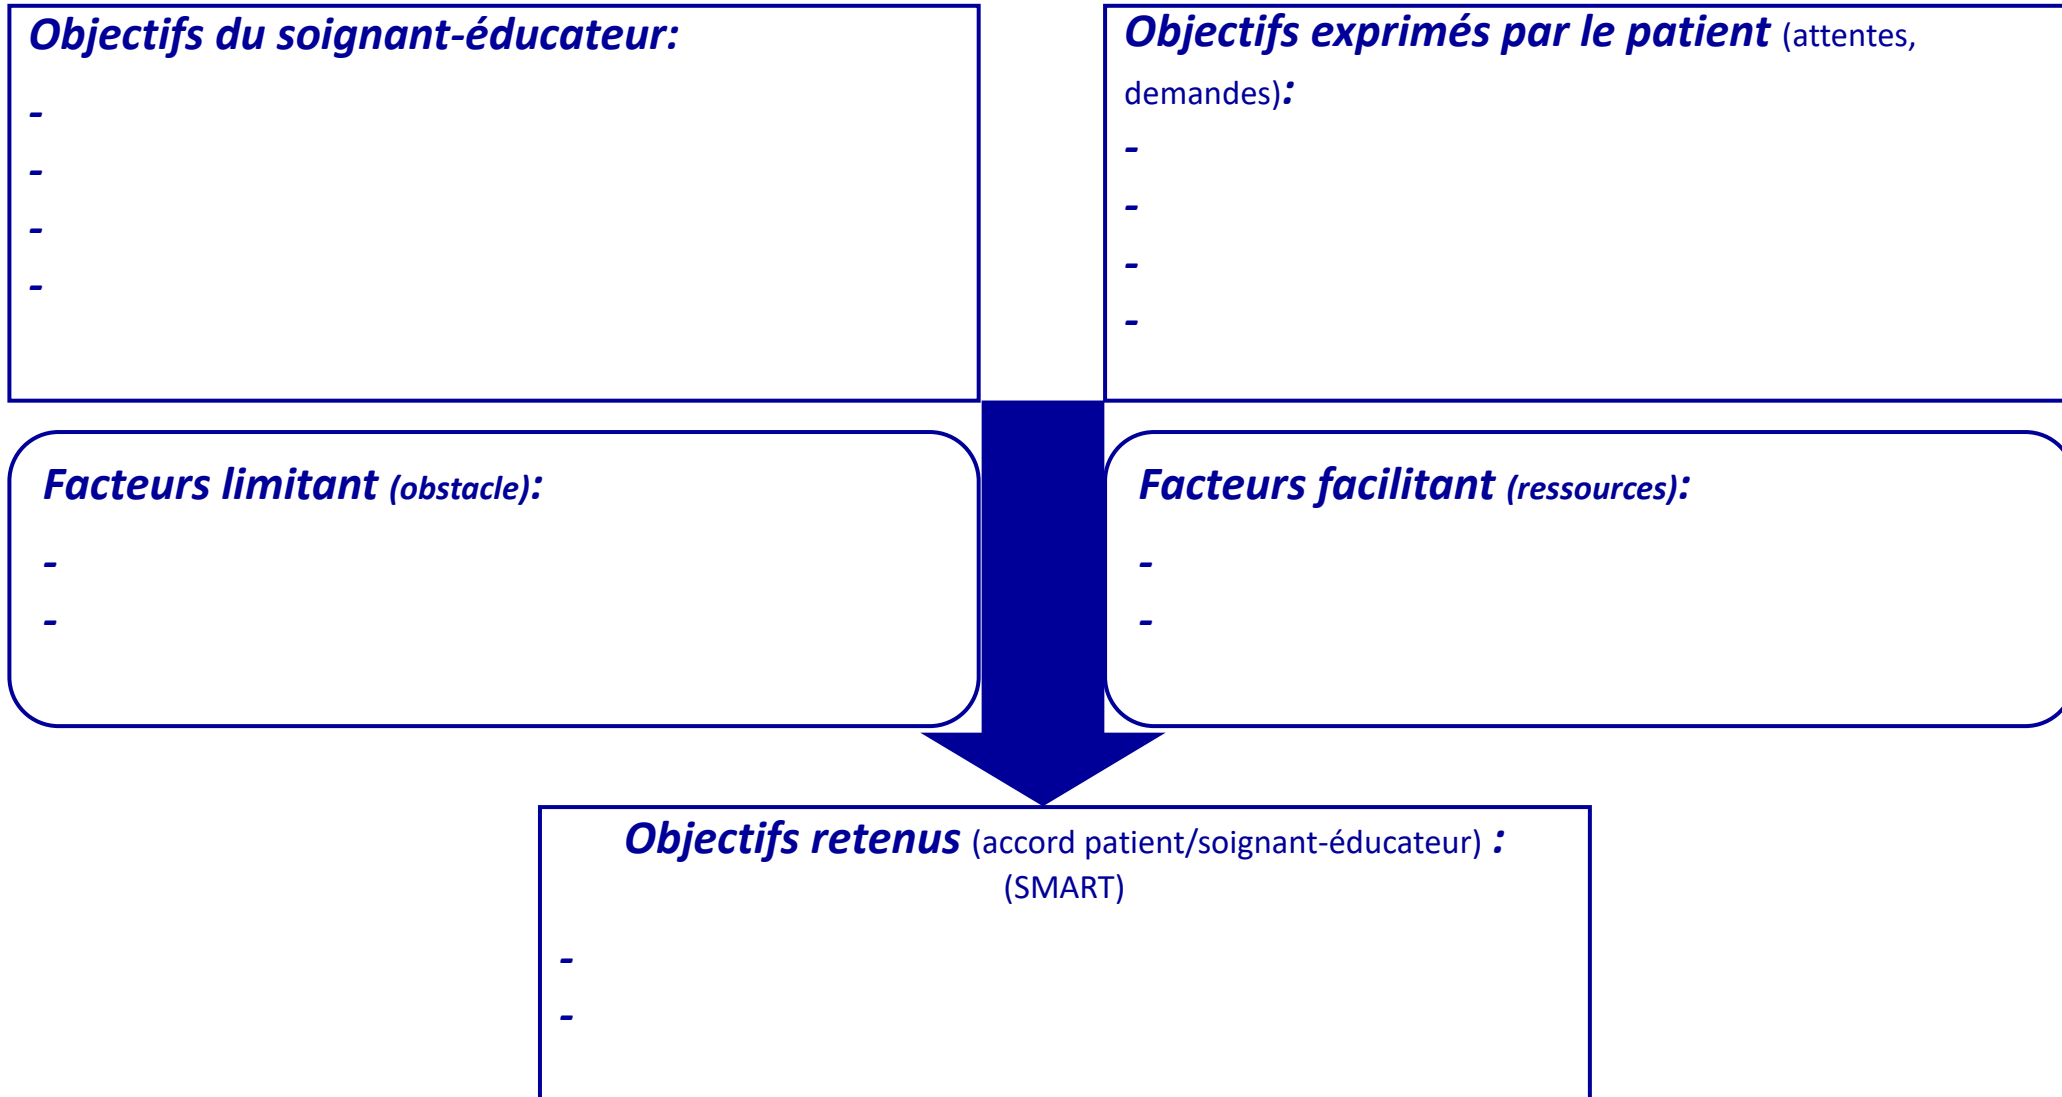 Objectifs du soignant-éducateur:
-
-
-
-
Objectifs exprimés par le patient (attentes,
demandes):
-
-
-
-
Facteurs limitant (obstacle):
-
-
Facteurs facilitant (ressources):
-
-
Objectifs retenus (accord patient/soignant-éducateur) :
(SMART)
-
-